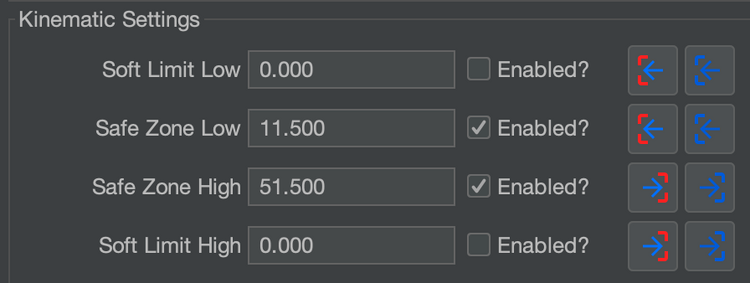 Kinematic Settings
Soft Limit Low 0.000 Enabled?
Safe Zone Low 11.500 Enabled?
Safe Zone High 51.500 Enabled?
Soft Limit High 0.000 Enabled?